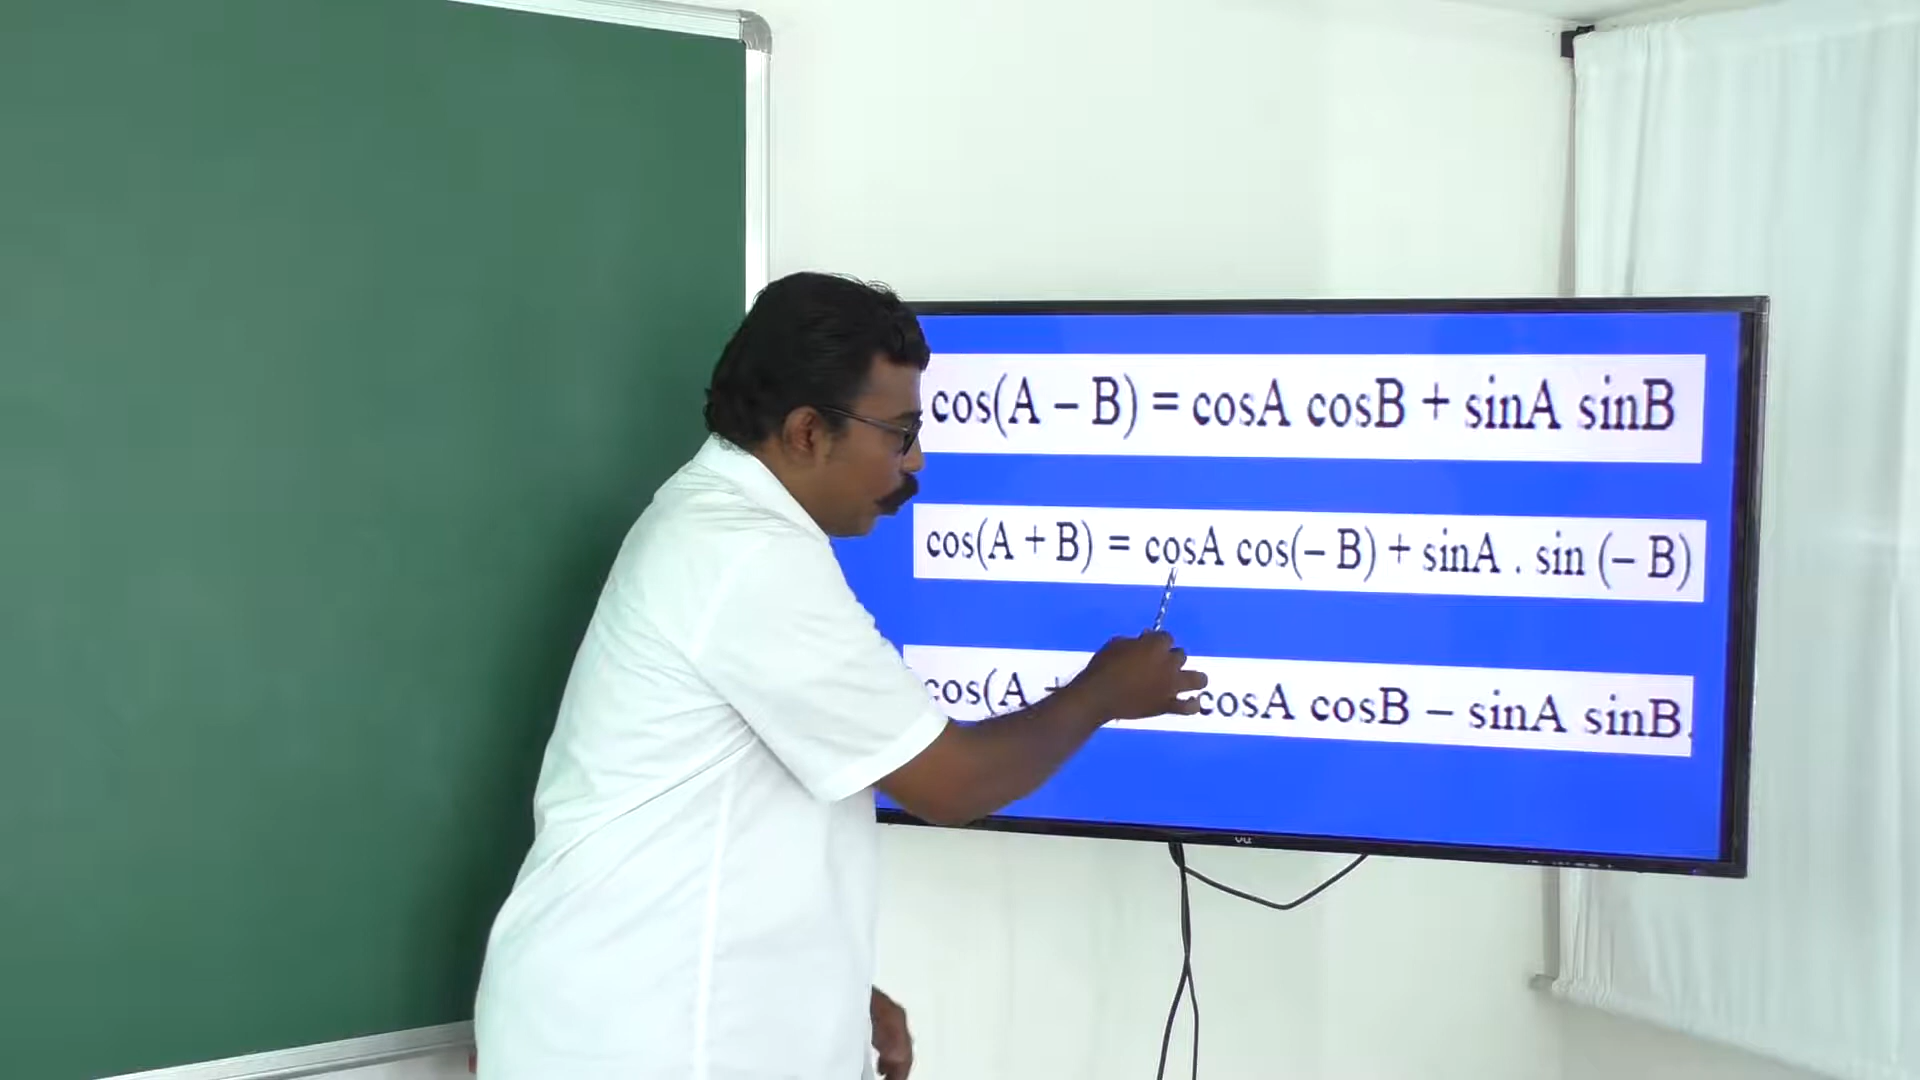 cos(A – B) = cosA cosB + sinA sinB
cos(A + B) = cosA cos(– B) + sinA . sin (– B)
cos(A + cosA cosB – sinA sinB.